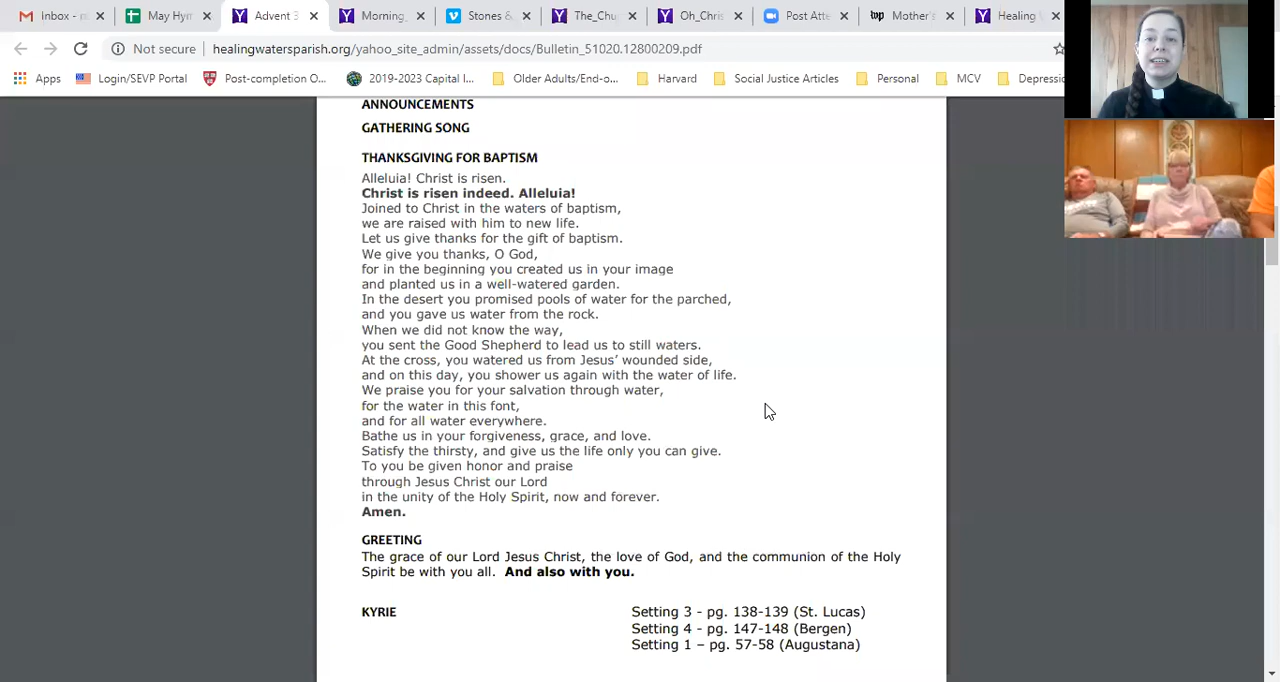 Inbox -
May Hym
Advent 3
Morning
Stones &
The_Chu
Oh_Chris
Post Atte
wp Mother's
Healing
Not secure healingwatersparish.org/yahoo_site_admin/assets/docs/Bulletin_51020.12800209.pdf
Apps Login/SEVP Portal Post-completion O... 2019-2023 Capital I... Older Adults/End-o... Harvard Social Justice Articles Personal MCV Depressio
ANNOUNCEMENTS
GATHERING SONG
THANKSGIVING FOR BAPTISM
Alleluia! Christ is risen.
Christ is risen indeed. Alleluia!
Joined to Christ in the waters of baptism,
we are raised with him to new life.
Let us give thanks for the gift of baptism.
We give you thanks, O God,
for in the beginning you created us in your image
and planted us in a well-watered garden.
In the desert you promised pools of water for the parched,
and you gave us water from the rock.
When we did not know the way,
you sent the Good Shepherd to lead us to still waters.
At the cross, you watered us from Jesus’ wounded side,
and on this day, you shower us again with the water of life.
We praise you for your salvation through water,
for the water in this font,
and for all water everywhere.
Bathe us in your forgiveness, grace, and love.
Satisfy the thirsty, and give us the life only you can give.
To you be given honor and praise
through Jesus Christ our Lord
in the unity of the Holy Spirit, now and forever.
Amen.
GREETING
The grace of our Lord Jesus Christ, the love of God, and the communion of the Holy
Spirit be with you all. And also with you.
KYRIE Setting 3 - pg. 138-139 (St. Lucas)
Setting 4 - pg. 147-148 (Bergen)
Setting 1 – pg. 57-58 (Augustana)